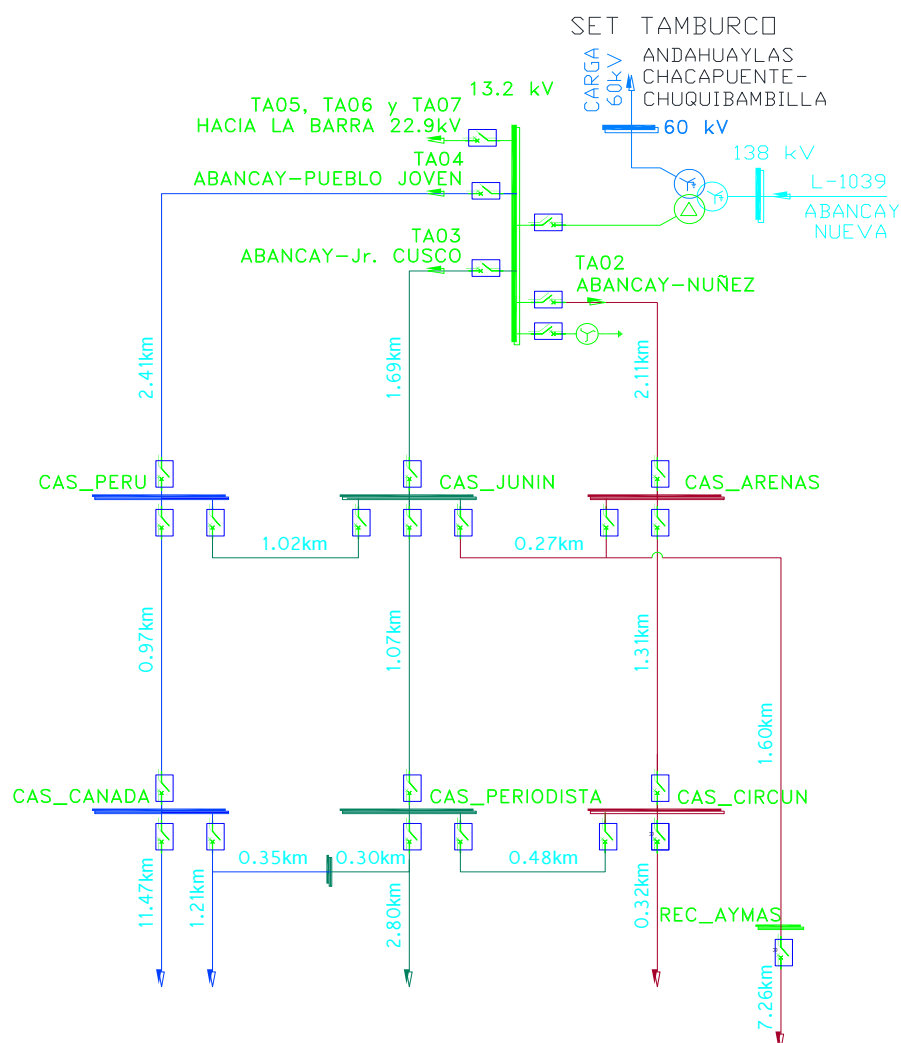 SET TAMBURCO
CARGA
60kV
ANDAHUAYLAS
CHACAPUENTE-
CHUQUIBAMBILLA
13.2 kV
TA05, TA06 y TA07
HACIA LA BARRA 22.9kV
60 kV
138 kV
TA04
ABANCAY-PUEBLO JOVEN
L-1039
ABANCAY
NUEVA
TA03
ABANCAY-Jr. CUSCO
TA02
ABANCAY-NUÑEZ
2.41km
1.69km
2.11km
CAS_PERU
CAS_JUNIN
CAS_ARENAS
1.02km
0.27km
0.97km
1.07km
1.31km
1.60km
CAS_CANADA
CAS_PERIODISTA
CAS_CIRCUN
0.35km
0.30km
0.48km
11.47km
1.21km
2.80km
0.32km
REC_AYMAS
7.26km